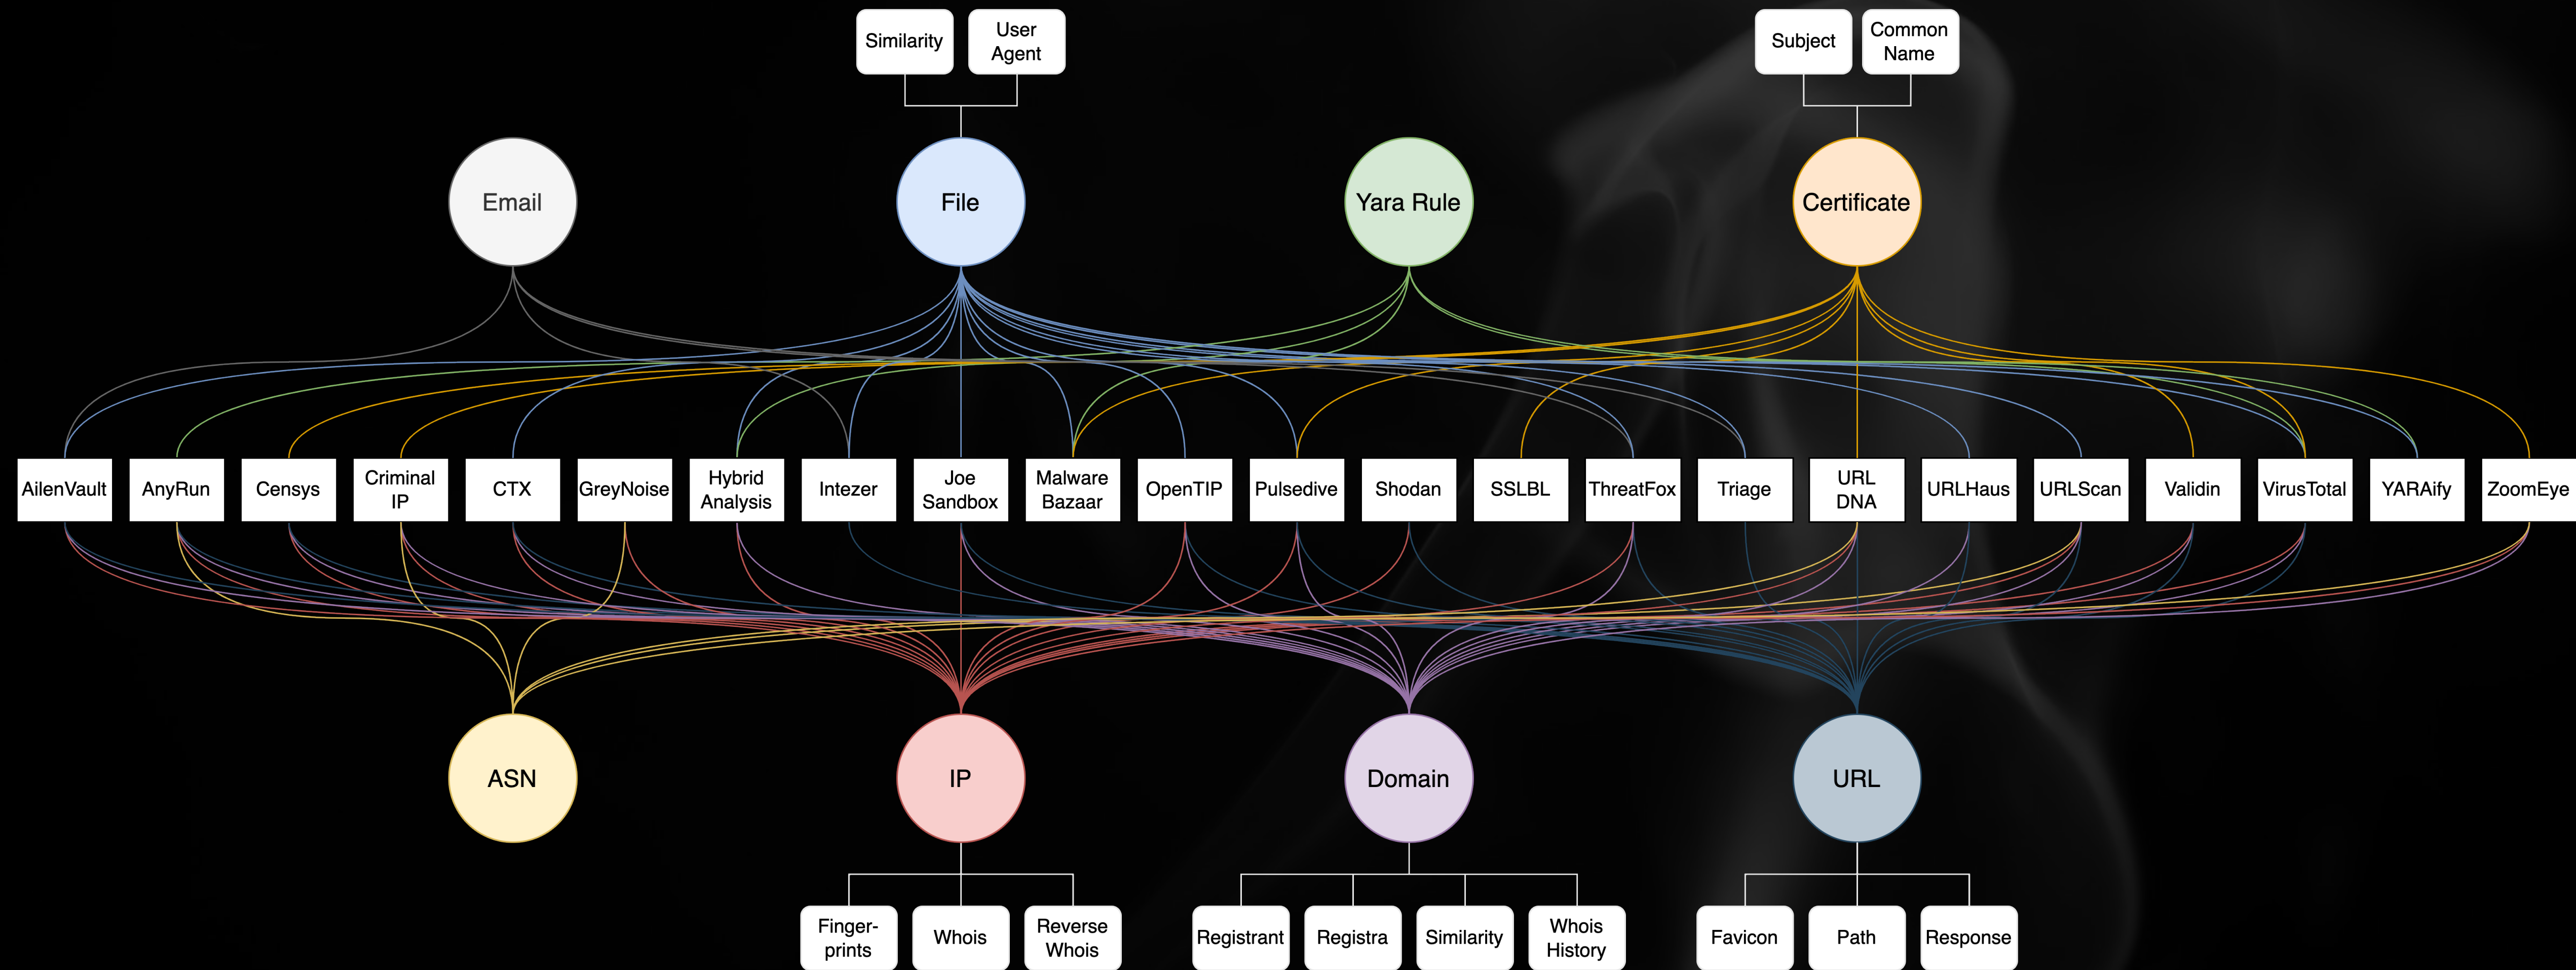 Similarity
User
Agent
Subject
Common
Name
Email
File
Yara Rule
Certificate
AilenVault
AnyRun
Censys
Criminal
IP
CTX
GreyNoise
Hybrid
Analysis
Intezer
Joe
Sandbox
Malware
Bazaar
OpenTIP
Pulsedive
Shodan
SSLBL
ThreatFox
Triage
URL
DNA
URLHaus
URLScan
Validin
VirusTotal
YARAify
ZoomEye
ASN
IP
Domain
URL
Finger-
prints
Whois
Reverse
Whois
Registrant
Registra
Similarity
Whois
History
Favicon
Path
Response